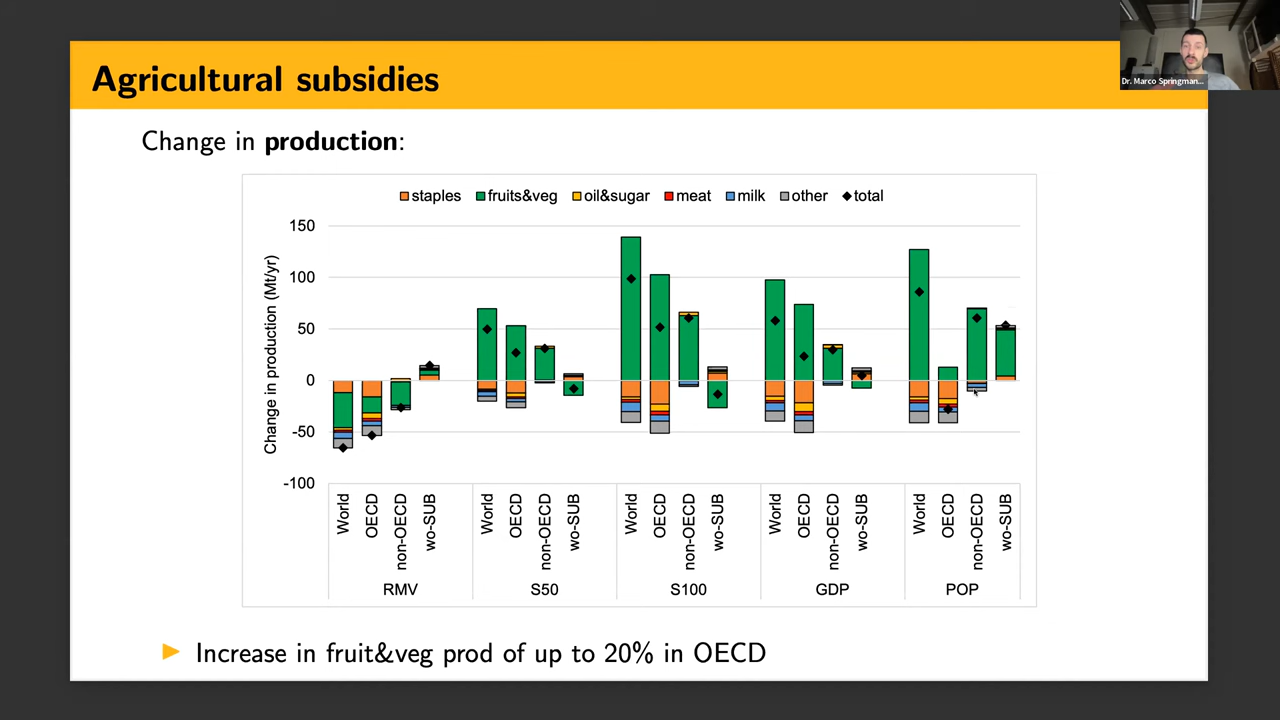 Agricultural subsidies
Dr. Marco Springman...
Change in production:
staples fruits&veg oil&sugar meat milk other total
Change in production (Mt/yr)
150
100
50
0
-50
-100
World OECD non-OECD wo-SUB World OECD non-OECD wo-SUB World OECD non-OECD wo-SUB World OECD non-OECD wo-SUB World OECD non-OECD wo-SUB
RMV S50 S100 GDP POP
Increase in fruit&veg prod of up to 20% in OECD